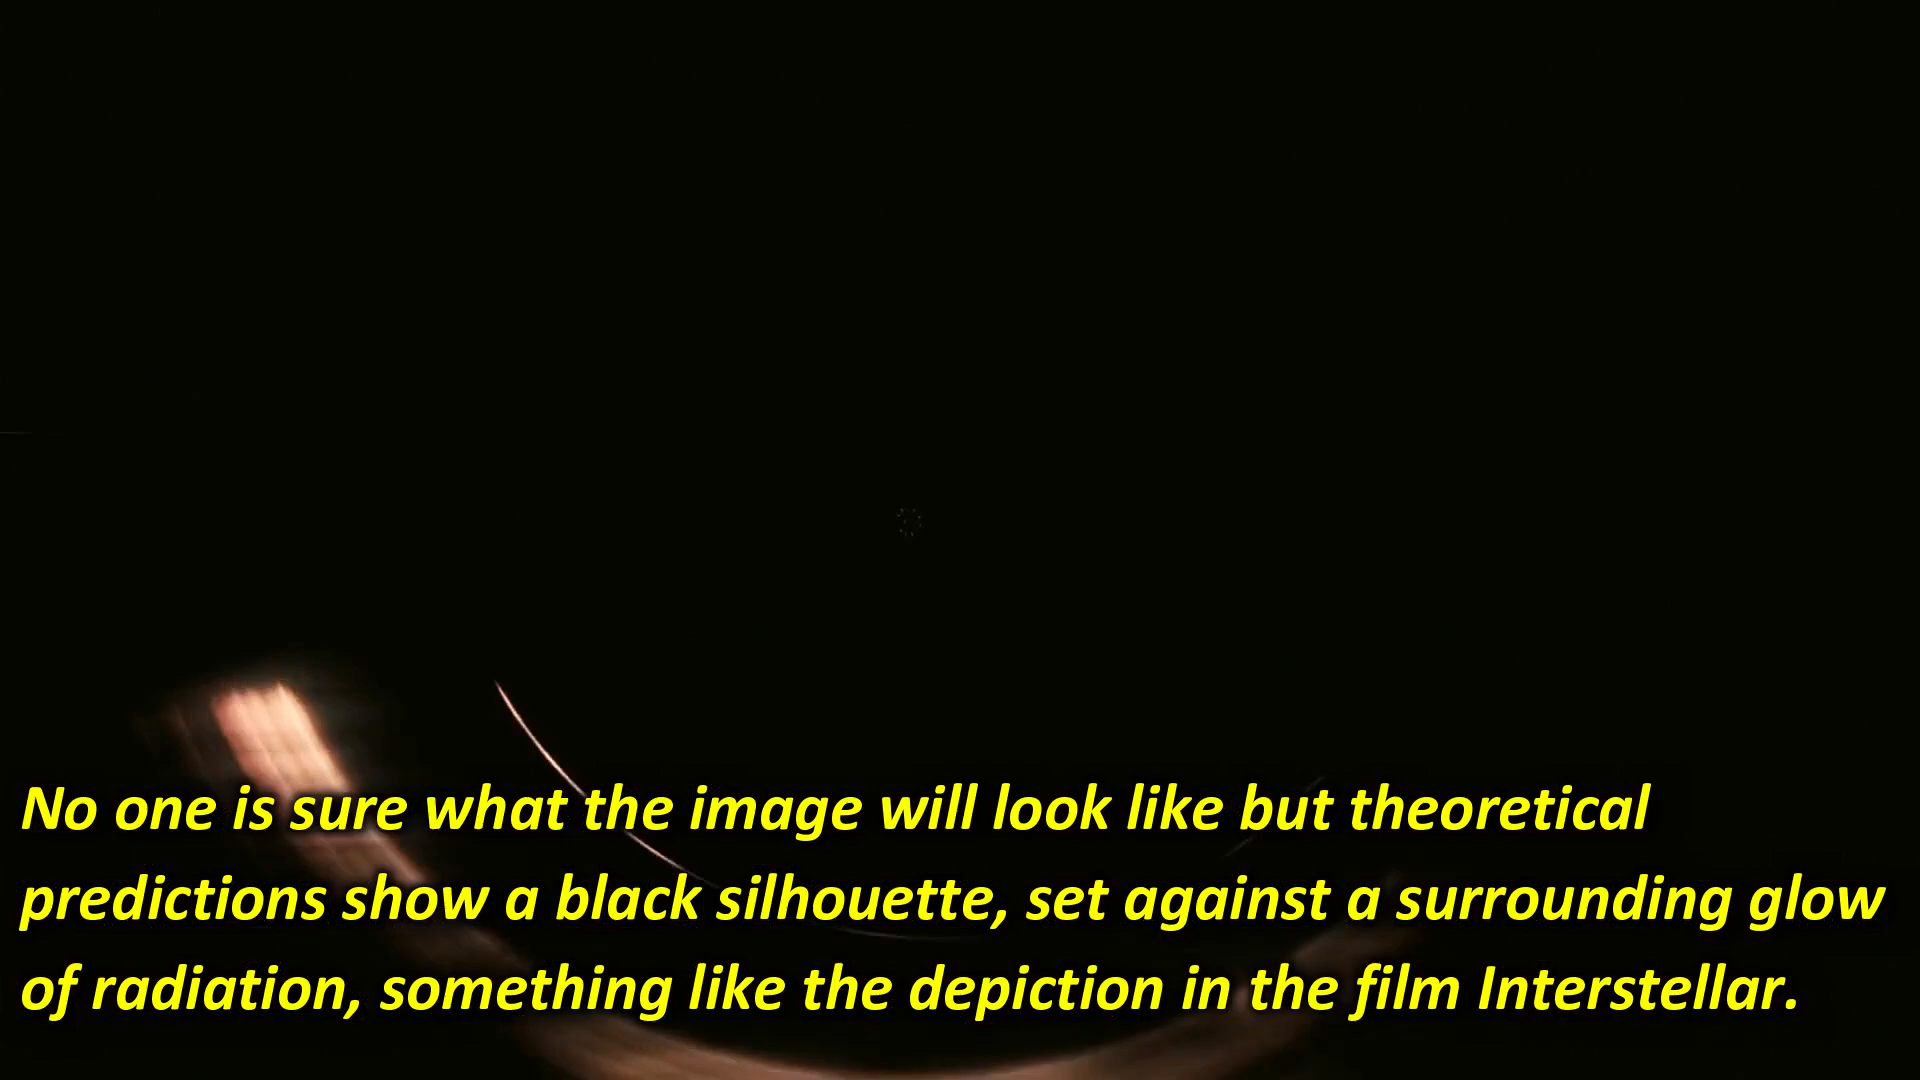 No one is sure what the image will look like but theoretical
predictions show a black silhouette, set against a surrounding glow
of radiation, something like the depiction in the film Interstellar.